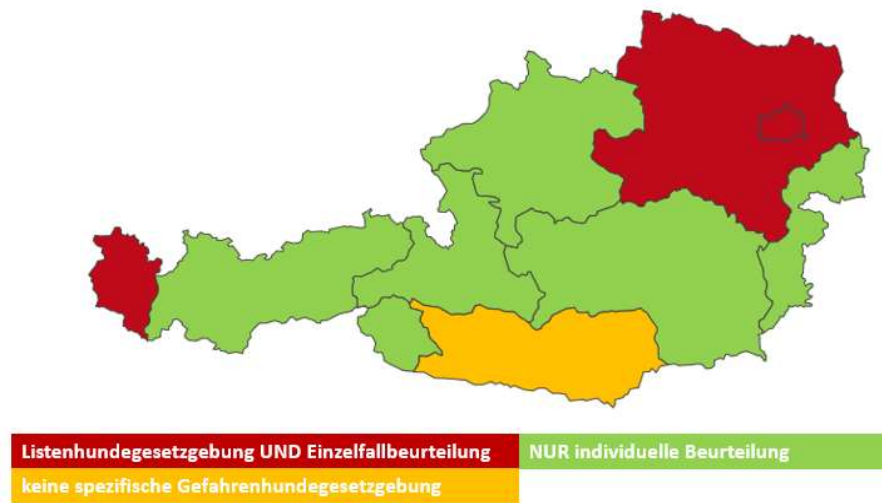 Listenhundegesetzgebung UND Einzelfallbeurteilung
NUR individuelle Beurteilung
keine spezifische Gefahrenhundegesetzgebung